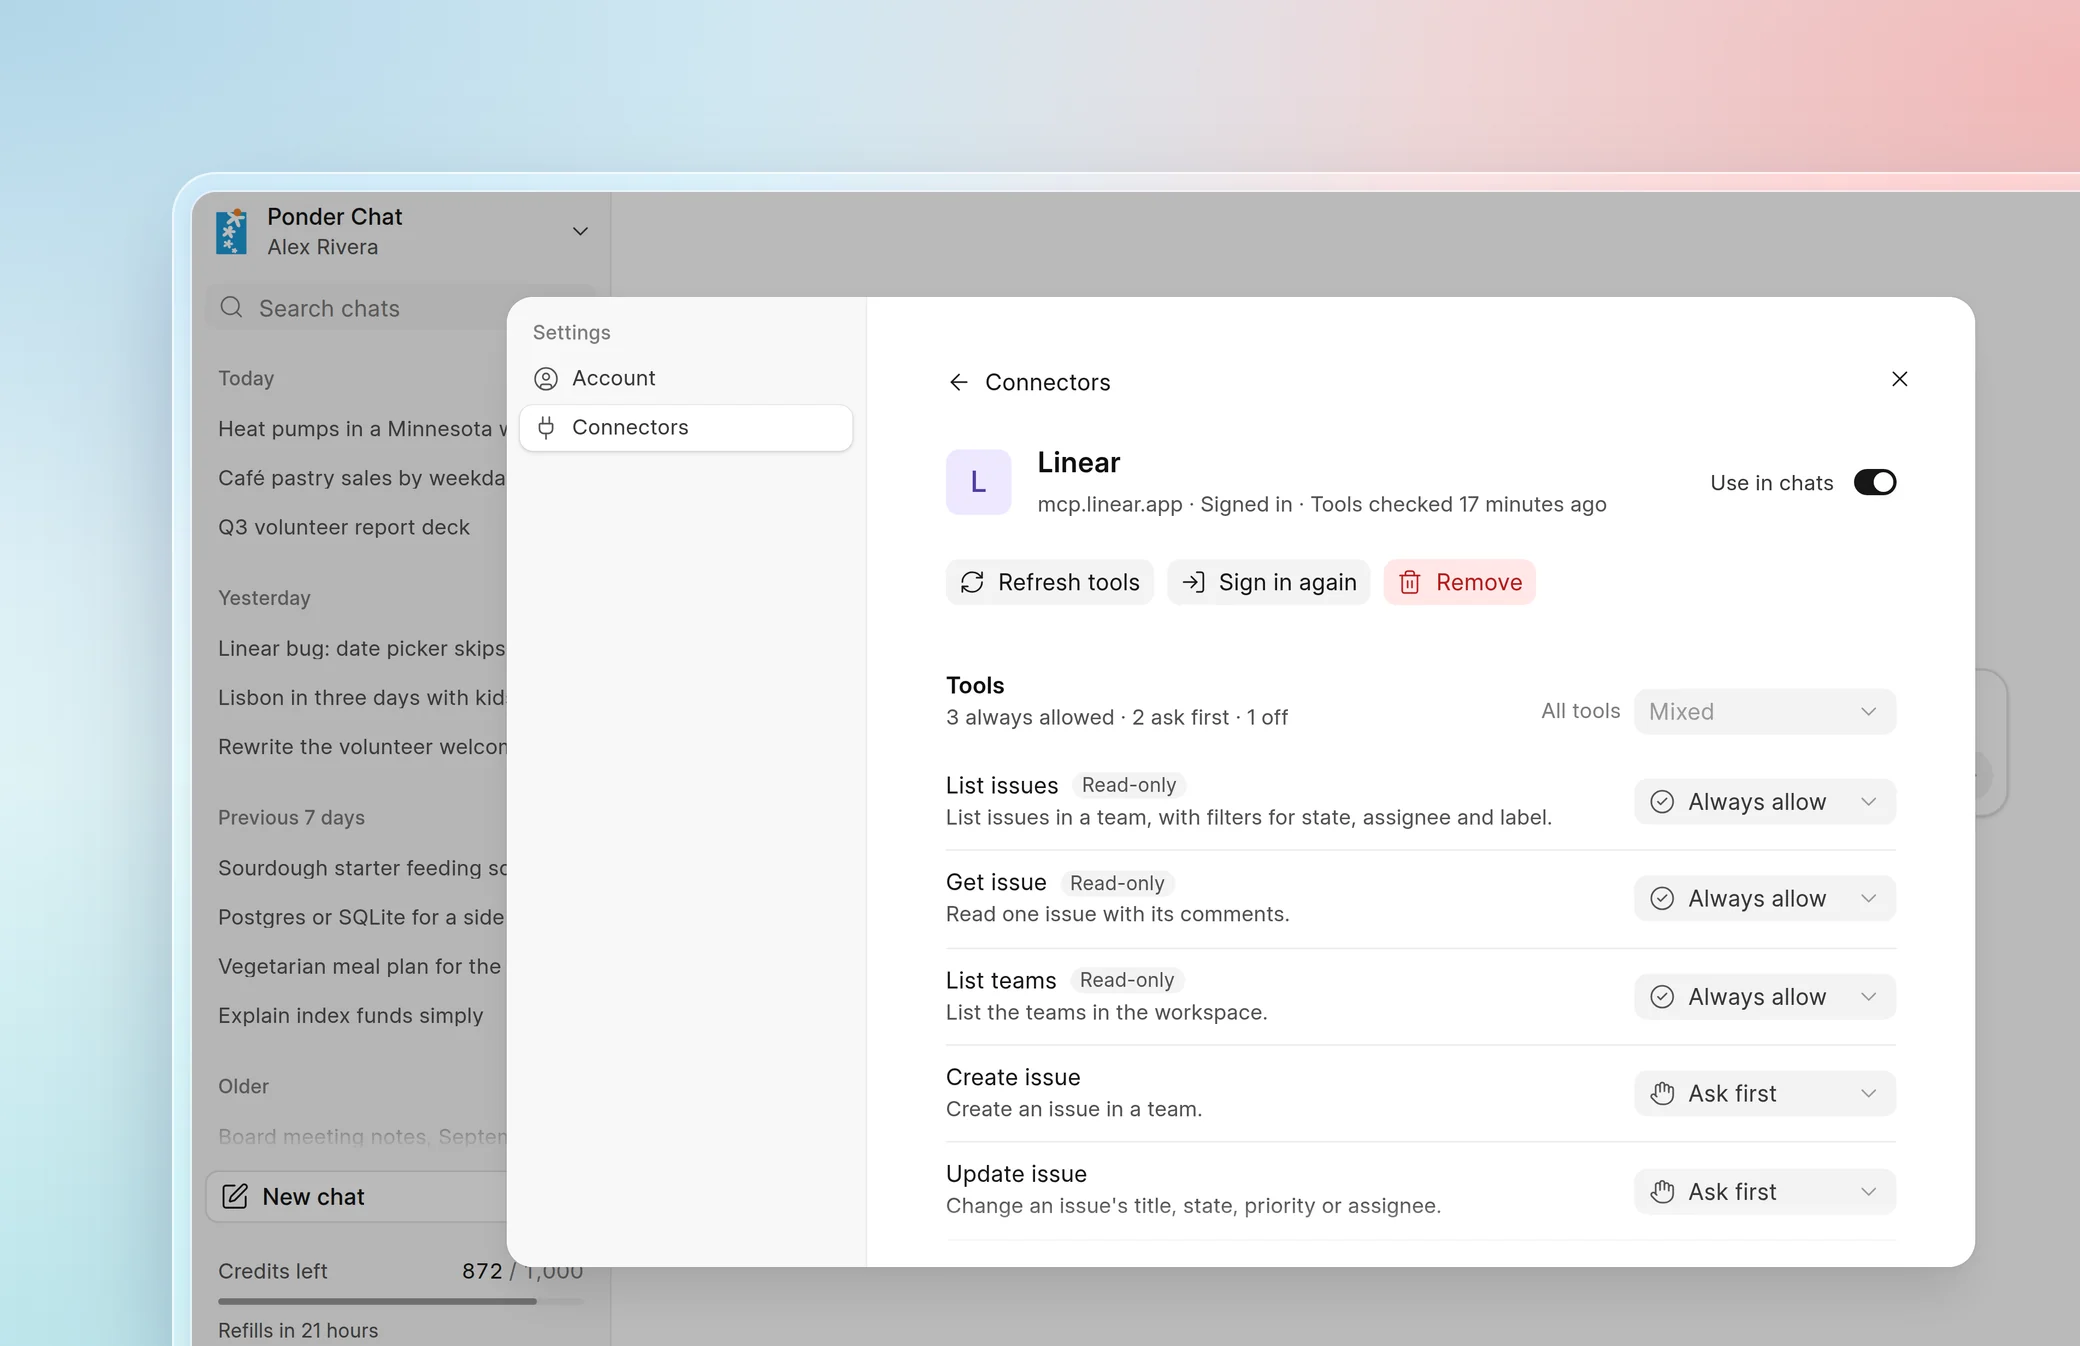 Ponder Chat
Alex Rivera
Search chats
Today
Heat pumps in a Minnesota
Café pastry sales by weekda
Q3 volunteer report deck
Yesterday
Linear bug: date picker skips
Lisbon in three days with kids
Rewrite the volunteer welcom
Previous 7 days
Sourdough starter feeding sc
Postgres or SQLite for a side
Vegetarian meal plan for the
Explain index funds simply
Older
Board meeting notes, Septem
New chat
Credits left
872 / 1,000
Refills in 21 hours
Settings
Account
Connectors
Connectors
L
Linear
mcp.linear.app · Signed in · Tools checked 17 minutes ago
Use in chats
Refresh tools
Sign in again
Remove
Tools
3 always allowed · 2 ask first · 1 off
All tools
Mixed
List issues
Read-only
List issues in a team, with filters for state, assignee and label.
Always allow
Get issue
Read-only
Read one issue with its comments.
Always allow
List teams
Read-only
List the teams in the workspace.
Always allow
Create issue
Create an issue in a team.
Ask first
Update issue
Change an issue's title, state, priority or assignee.
Ask first